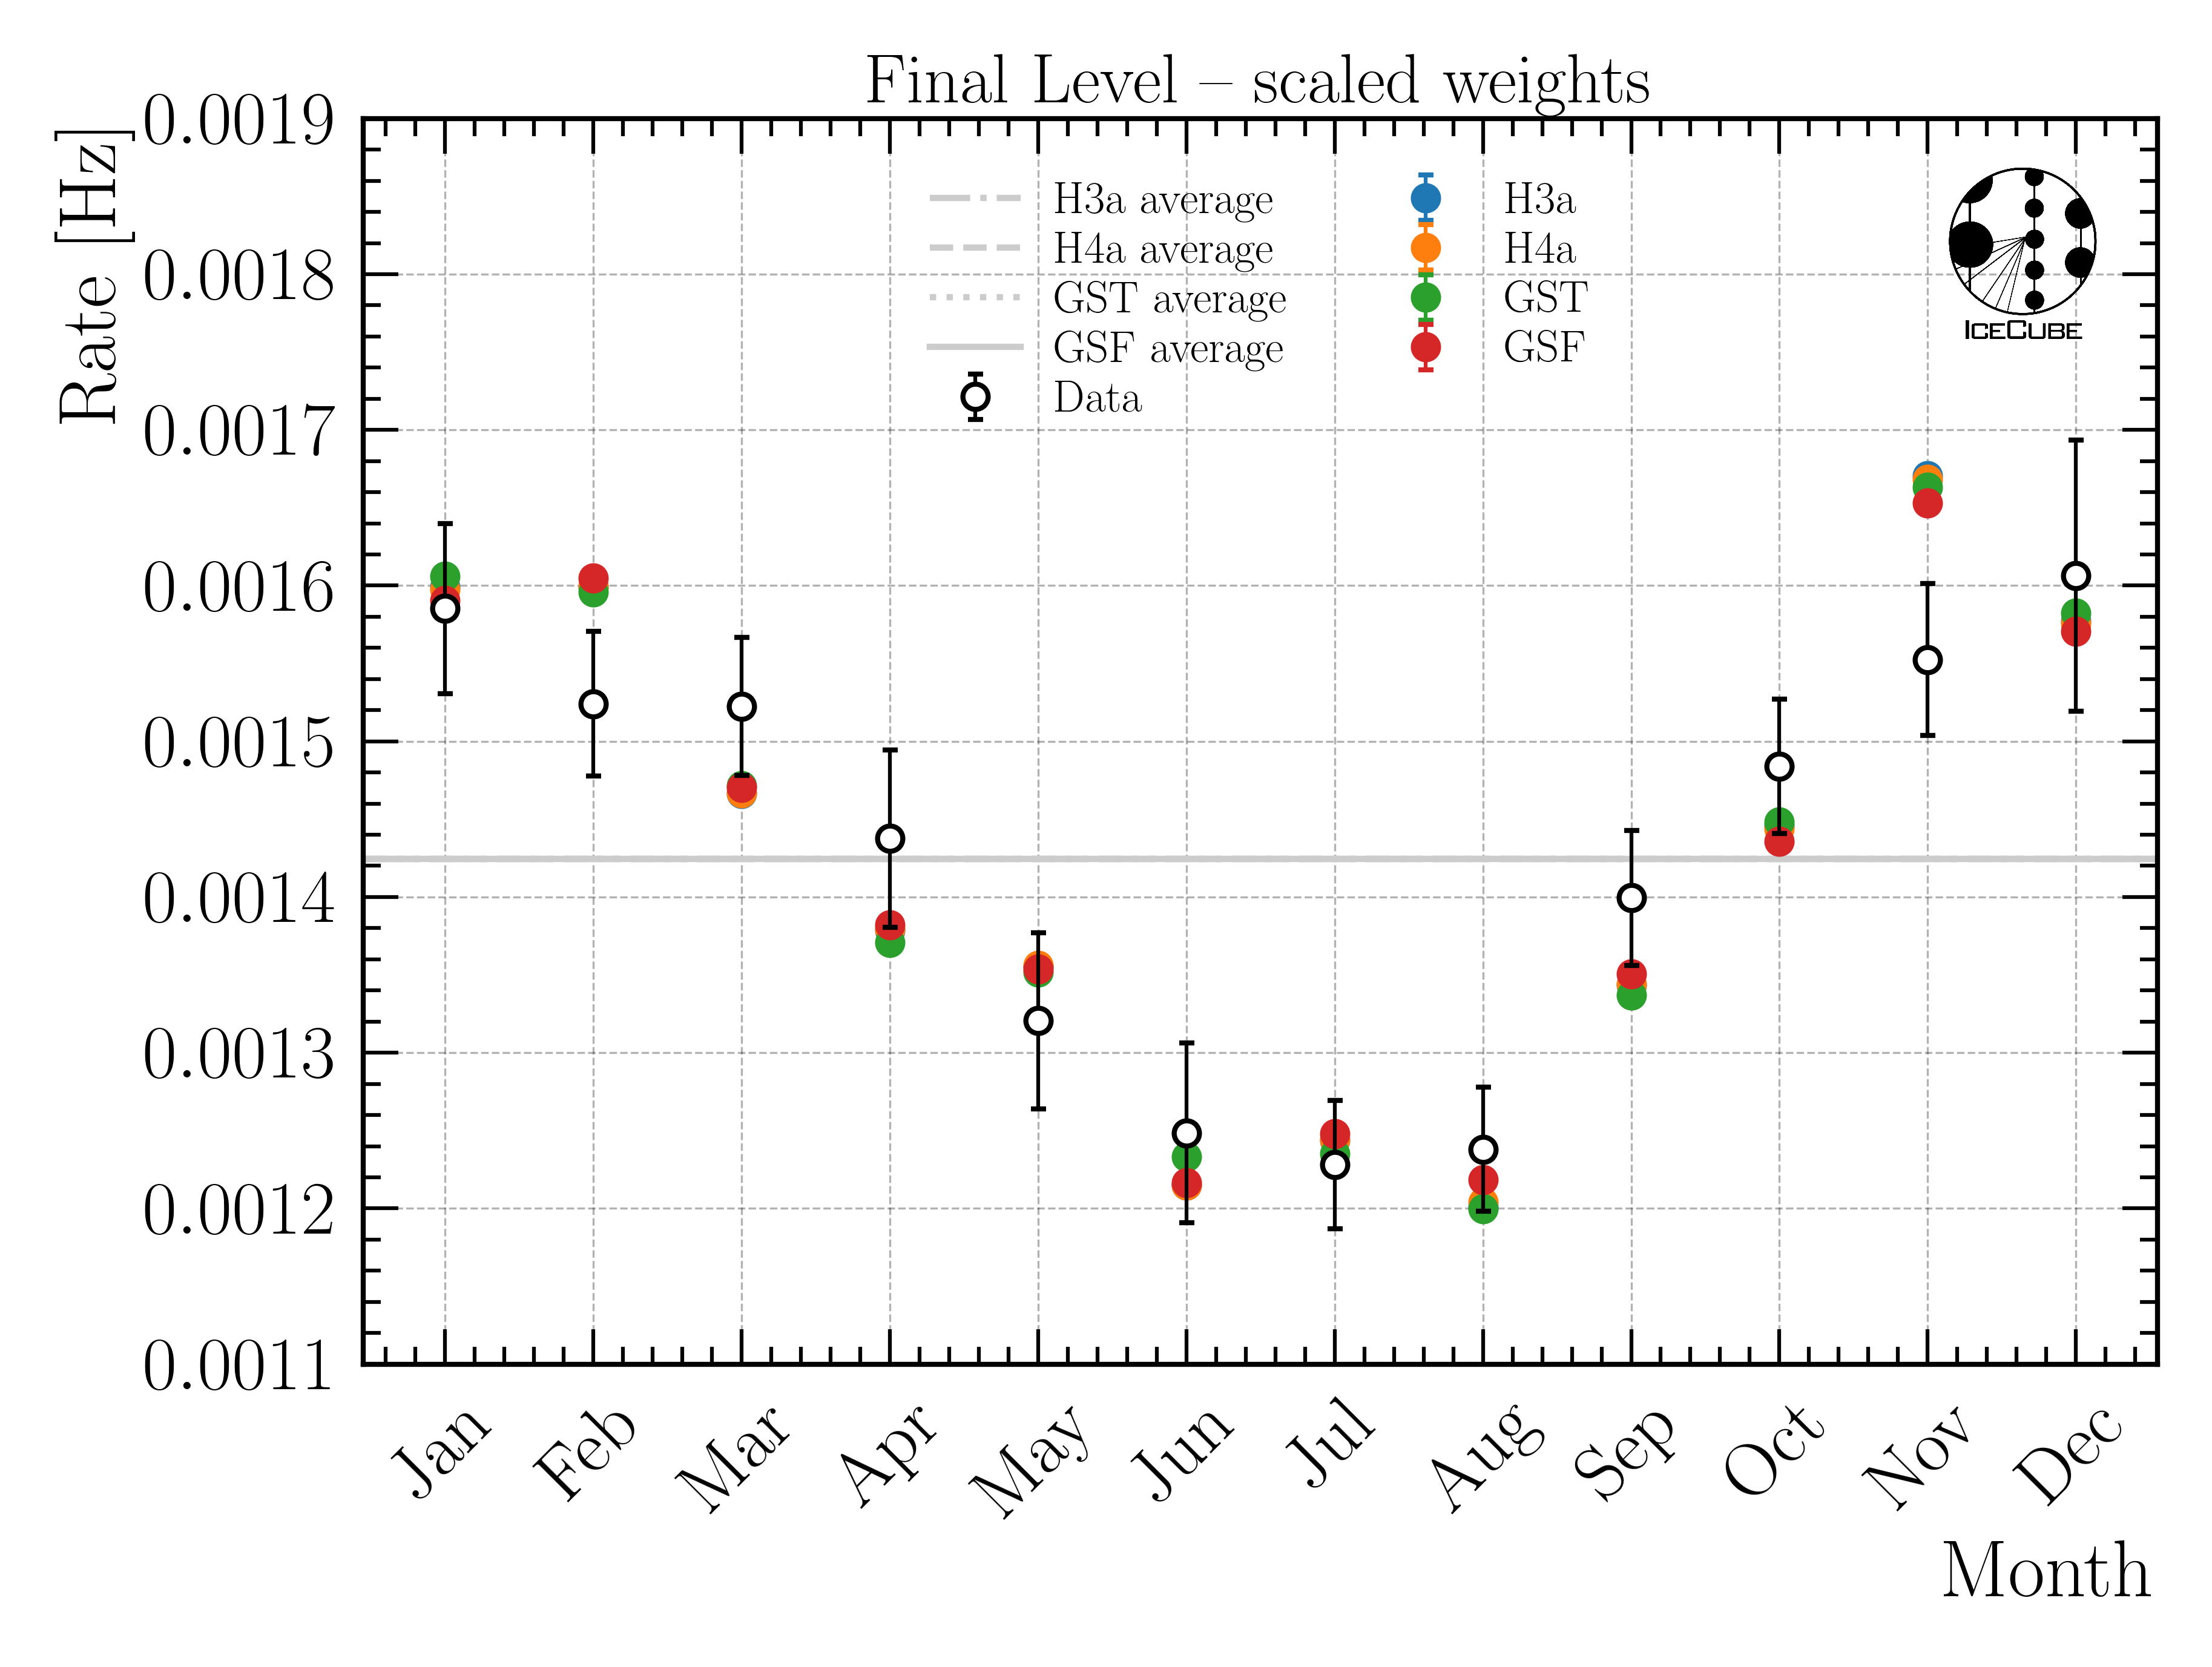 Final Level – scaled weights
Rate [Hz]
0.0019
0.0018
0.0017
0.0016
0.0015
0.0014
0.0013
0.0012
0.0011
H3a average
H4a average
GST average
GSF average
Data
H3a
H4a
GST
GSF
ICECUBE
Jan
Feb
Mar
Apr
May
Jun
Jul
Aug
Sep
Oct
Nov
Dec
Month